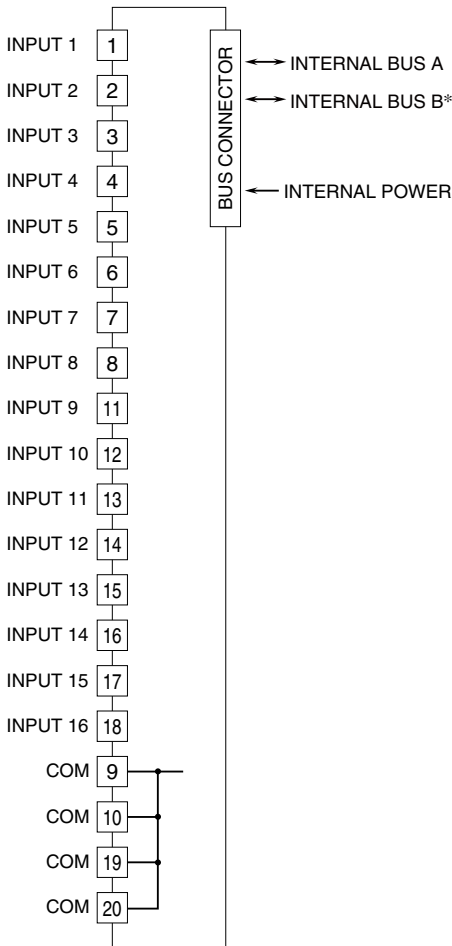 INPUT 1 1
INPUT 2 2
INPUT 3 3
INPUT 4 4
INPUT 5 5
INPUT 6 6
INPUT 7 7
INPUT 8 8
INPUT 9 11
INPUT 10 12
INPUT 11 13
INPUT 12 14
INPUT 13 15
INPUT 14 16
INPUT 15 17
INPUT 16 18
COM 9
COM 10
COM 19
COM 20
BUS CONNECTOR
INTERNAL BUS A
INTERNAL BUS B*
INTERNAL POWER